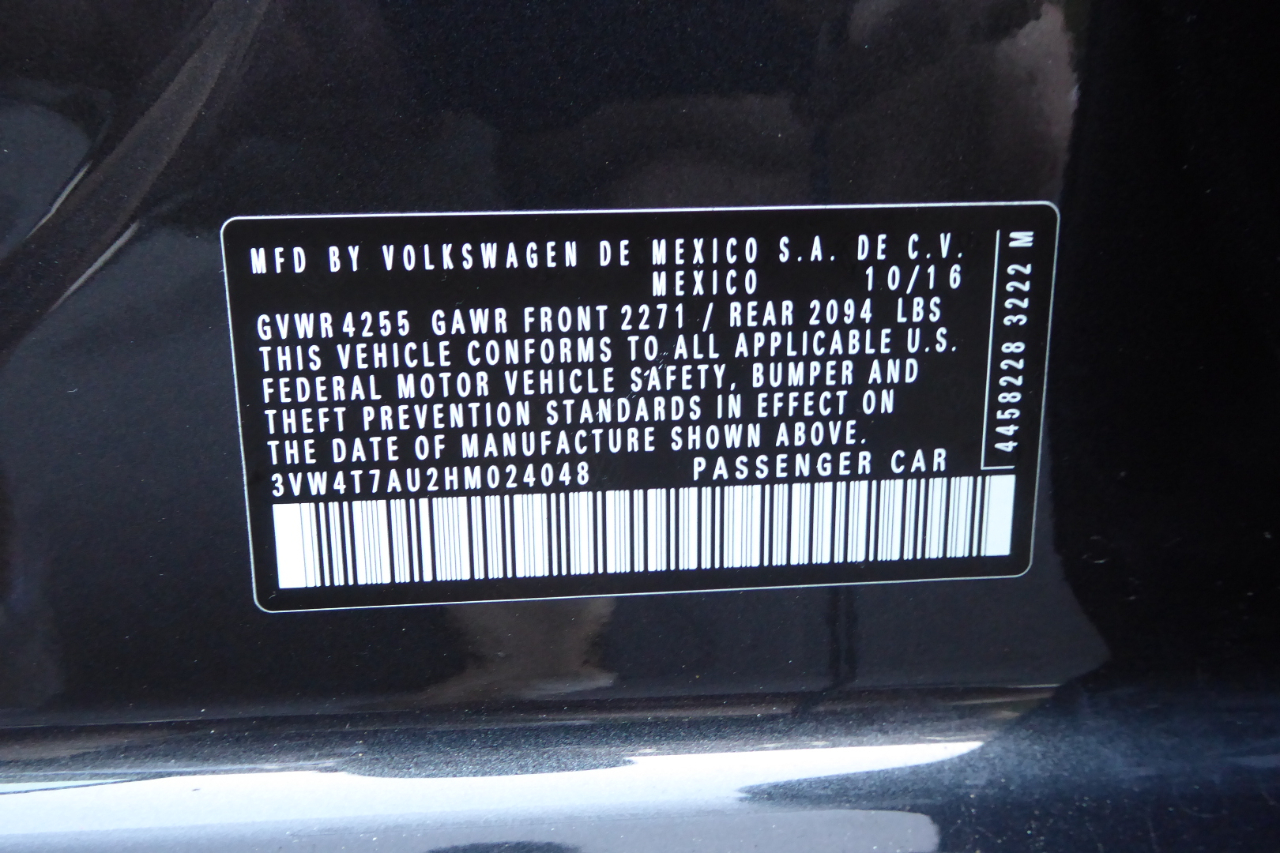 MFD BY VOLKSWAGEN DE MEXICO S.A. DE C.V.
MEXICO 10/16
GVWR 4255 GAWR FRONT 2271 / REAR 2094 LBS
THIS VEHICLE CONFORMS TO ALL APPLICABLE U.S.
FEDERAL MOTOR VEHICLE SAFETY, BUMPER AND
THEFT PREVENTION STANDARDS IN EFFECT ON
THE DATE OF MANUFACTURE SHOWN ABOVE.
3VW4T7AU2HM024048 PASSENGER CAR
4458228 3222 M